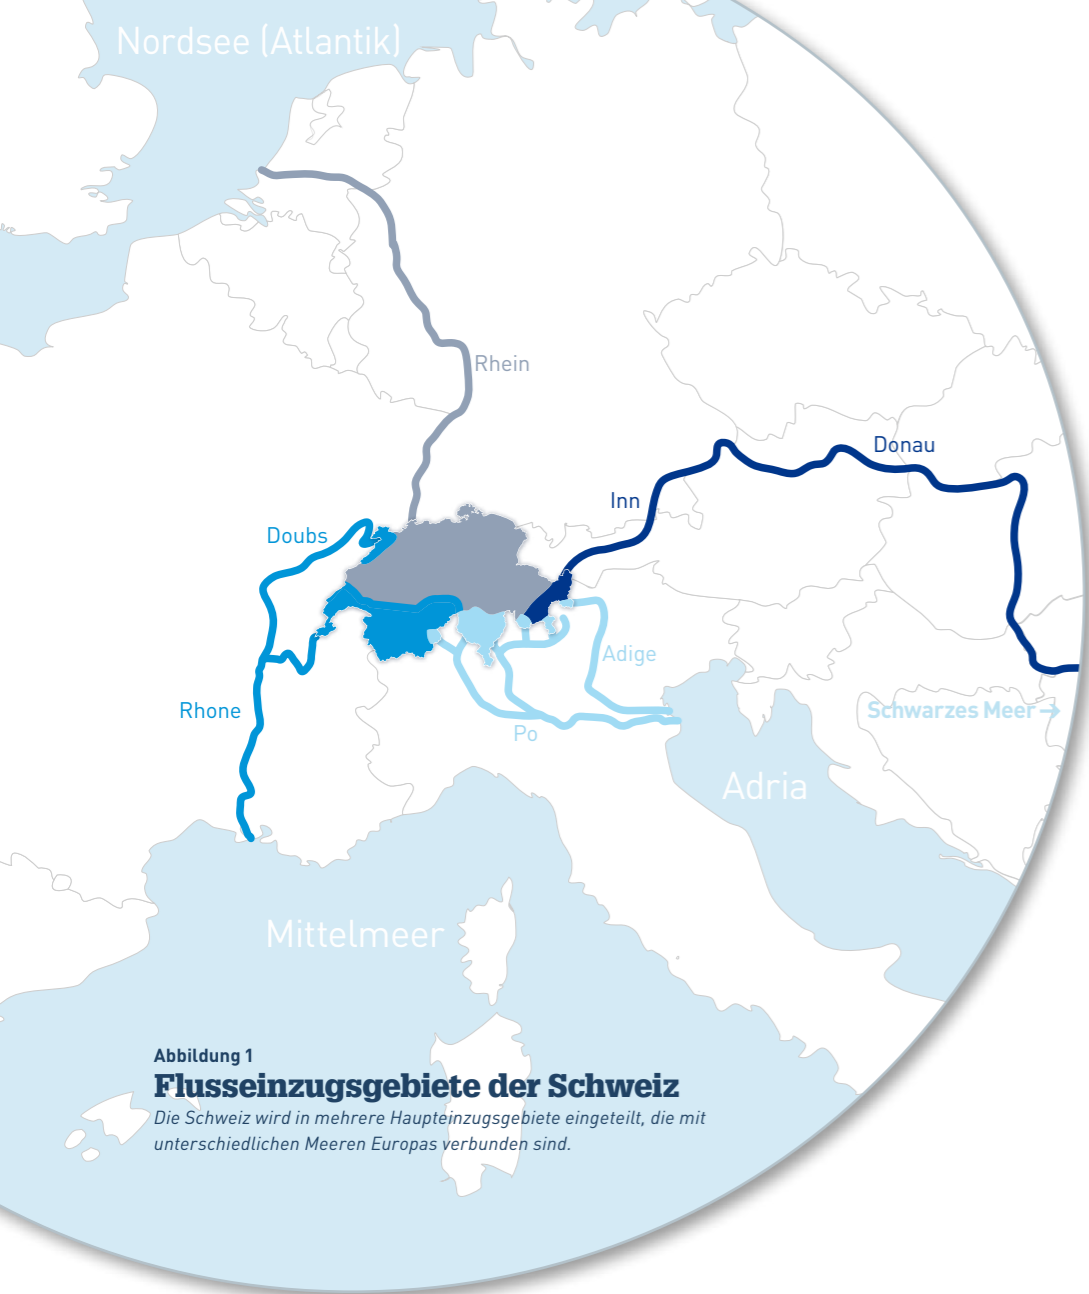 Nordsee (Atlantik)
Rhein
Donau
Inn
Doubs
Adige
Rhone
Schwarzes Meer →
Po
Adria
Mittelmeer
Abbildung 1
Flusseinzugsgebiete der Schweiz
Die Schweiz wird in mehrere Haupteinzugsgebiete eingeteilt, die mit
unterschiedlichen Meeren Europas verbunden sind.